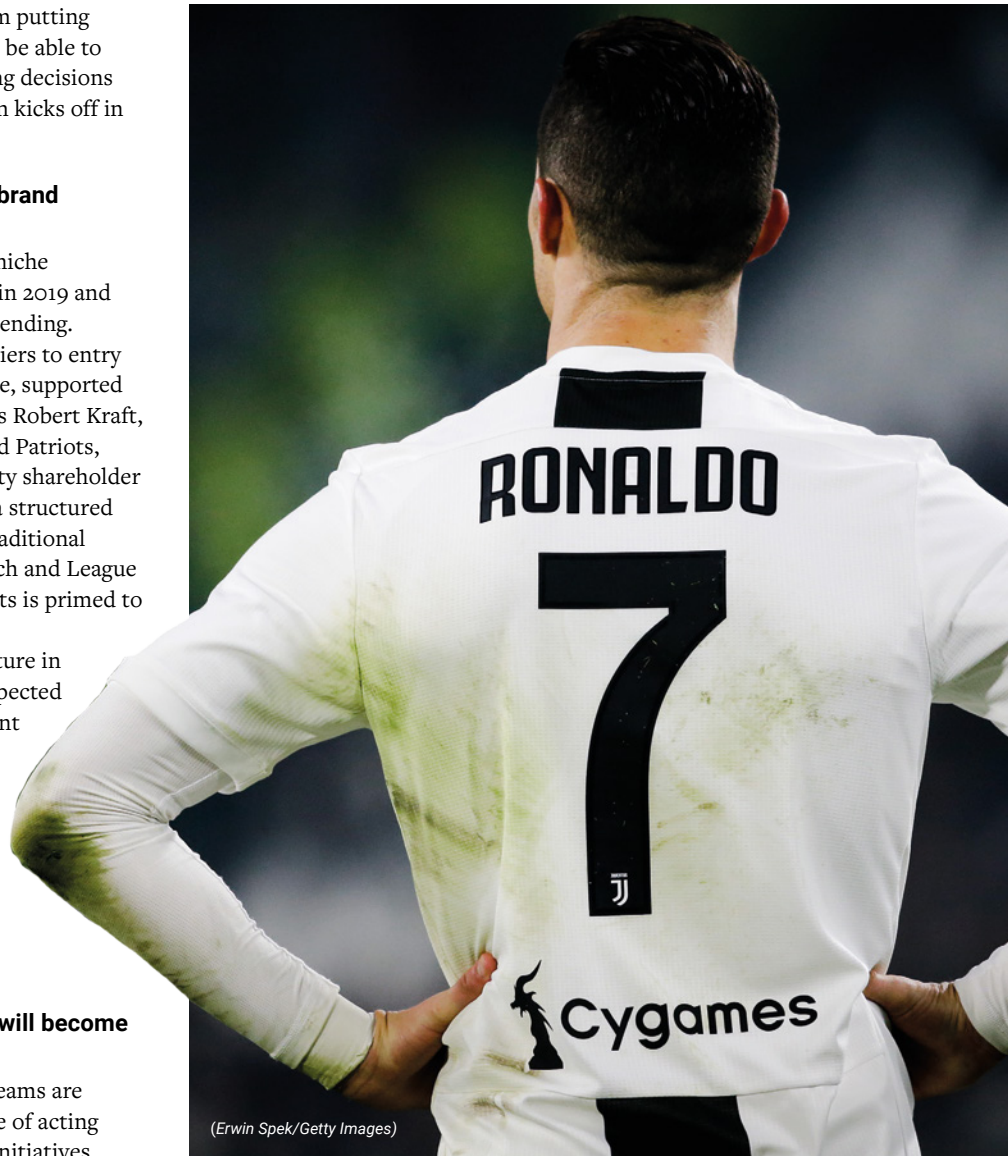 m putting
be able to
ng decisions
n kicks off in
brand
niche
in 2019 and
ending.
iers to entry
e, supported
s Robert Kraft,
d Patriots,
ty shareholder
a structured
aditional
ch and League
ts is primed to
ture in
pected
nt
will become
eams are
e of acting
nitiatives
RONALDO
7
Cygames
(Erwin Spek/Getty Images)